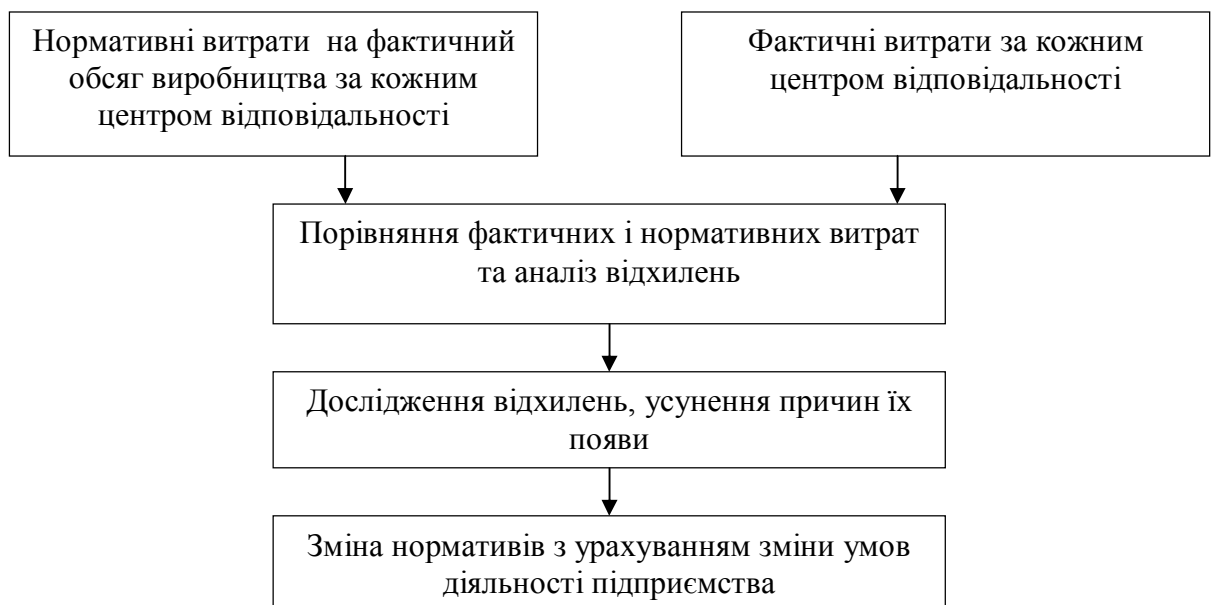 Нормативні витрати на фактичний
обсяг виробництва за кожним
центром відповідальності
Фактичні витрати за кожним
центром відповідальності
Порівняння фактичних і нормативних витрат
та аналіз відхилень
Дослідження відхилень, усунення причин їх
появи
Зміна нормативів з урахуванням зміни умов
діяльності підприємства